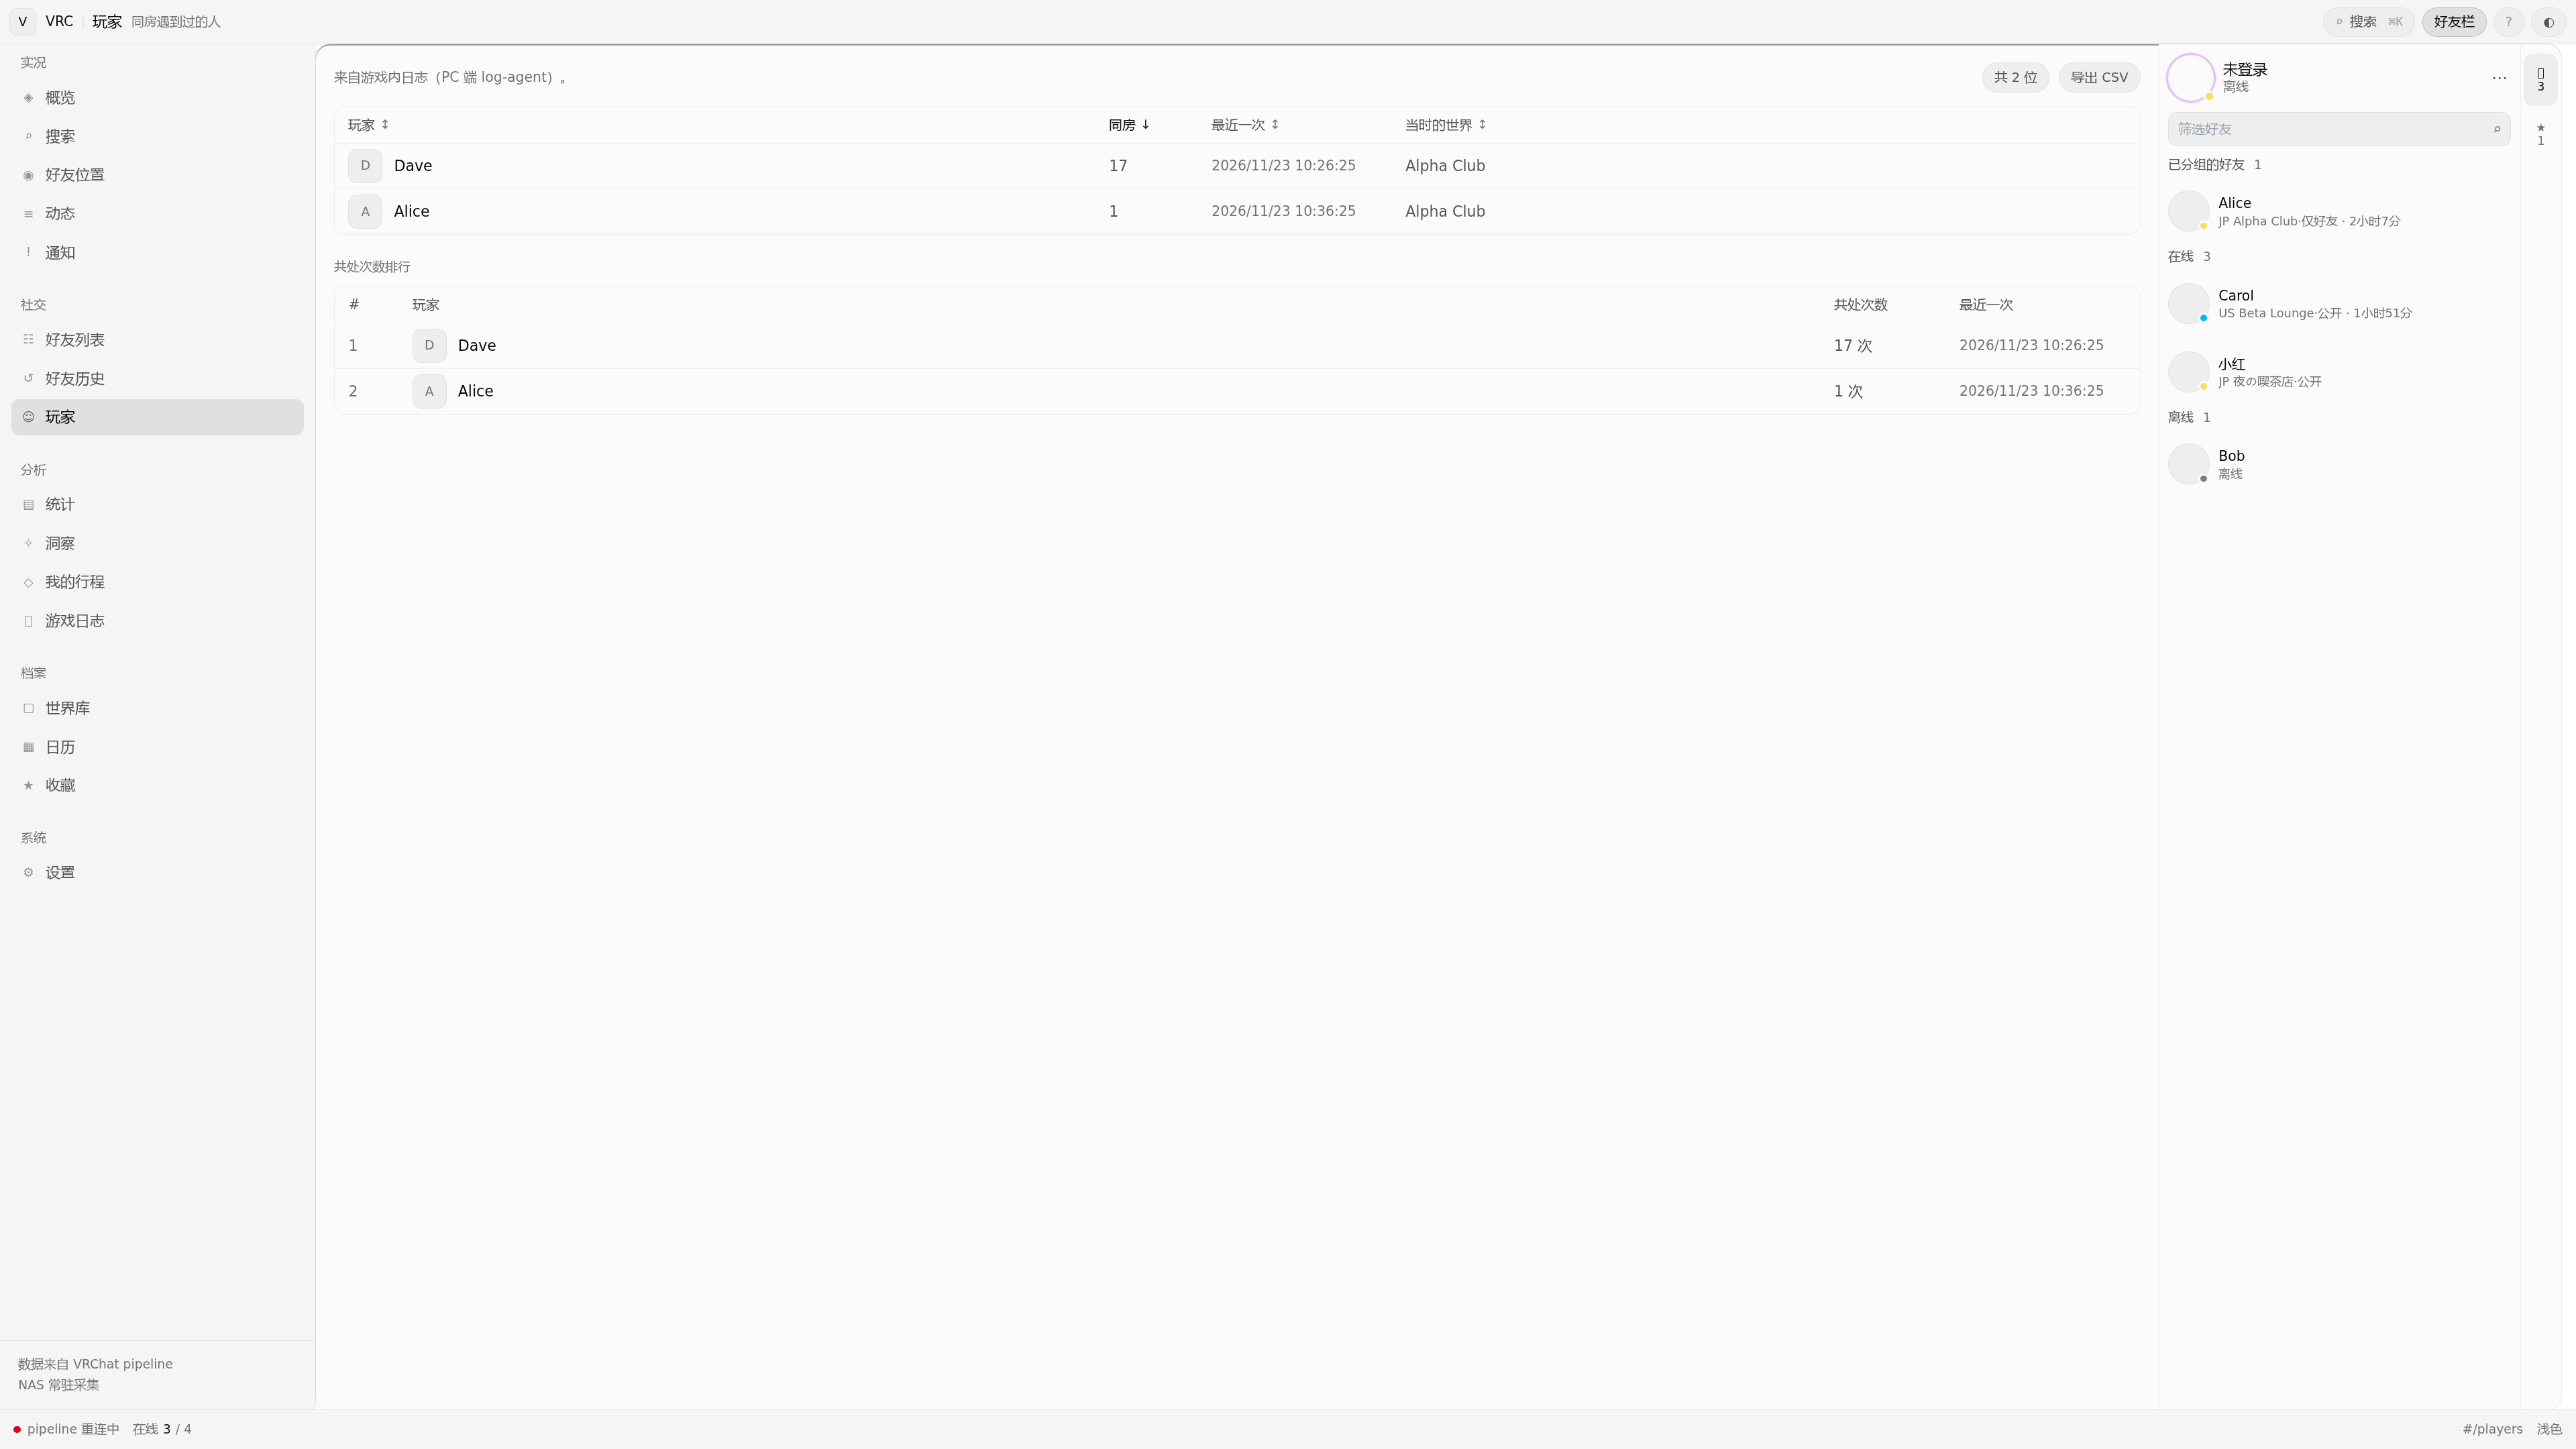 V VRC 玩家 同房遇到过的人
搜索 ⌘K 好友栏 ?
实况
概览
搜索
好友位置
动态
通知
社交
好友列表
好友历史
玩家
分析
统计
洞察
我的行程
游戏日志
档案
世界库
日历
收藏
系统
设置
数据来自 VRChat pipeline
NAS 常驻采集
来自游戏内日志（PC 端 log-agent）。
共 2 位 导出 CSV
玩家 ↕ 同房 ↓ 最近一次 ↕ 当时的世界 ↕
D Dave 17 2026/11/23 10:26:25 Alpha Club
A Alice 1 2026/11/23 10:36:25 Alpha Club
共处次数排行
# 玩家 共处次数 最近一次
1 D Dave 17 次 2026/11/23 10:26:25
2 A Alice 1 次 2026/11/23 10:36:25
未登录
离线
…
筛选好友
已分组的好友 1
Alice
JP Alpha Club·仅好友 · 2小时7分
在线 3
Carol
US Beta Lounge·公开 · 1小时51分
小红
JP 夜の喫茶店·公开
离线 1
Bob
离线
3
★
1
pipeline 重连中 在线 3 / 4
#/players 浅色